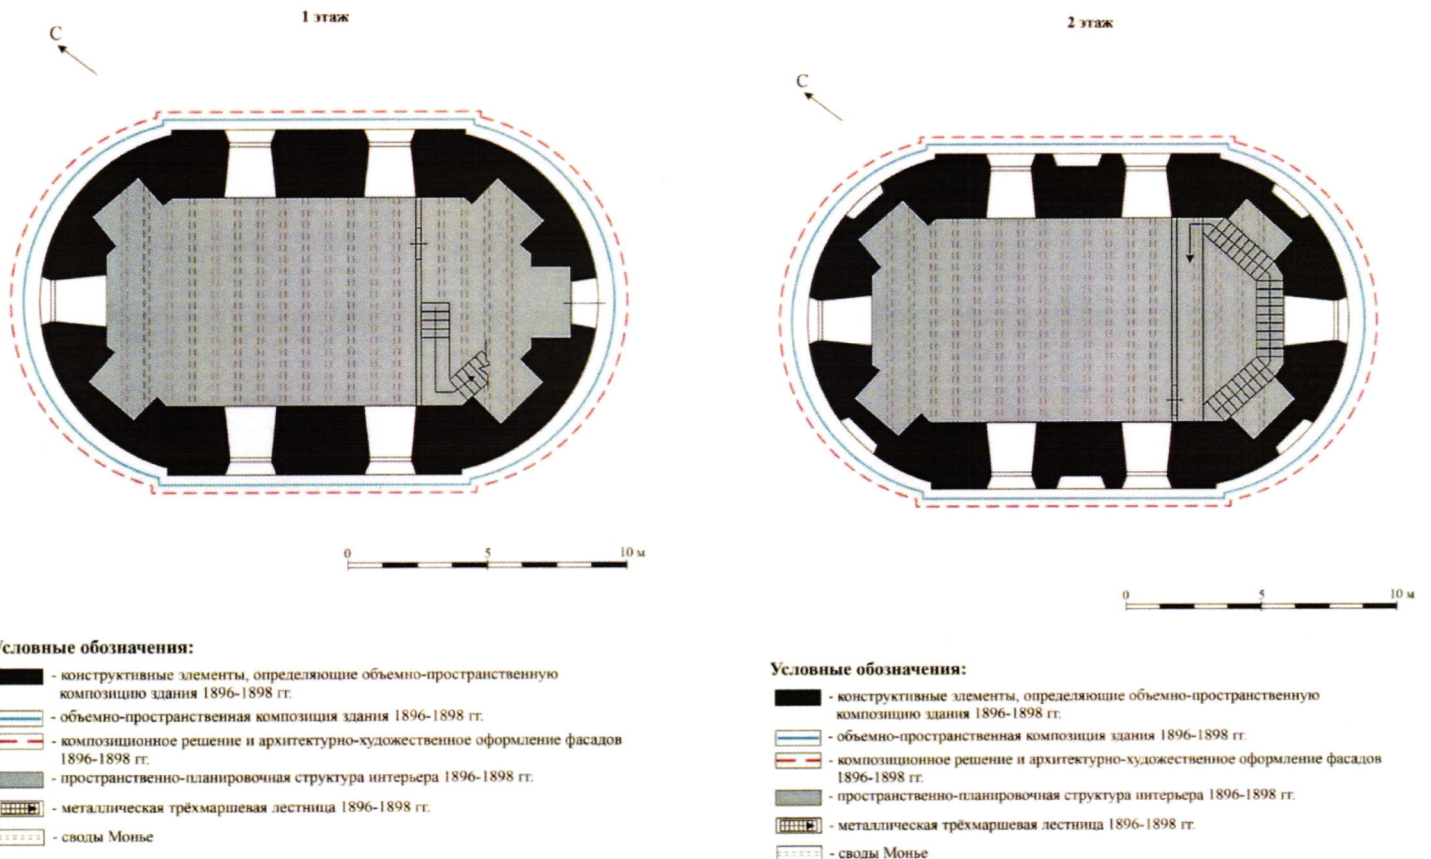 1 этаж
С
0 5 10 м
Условные обозначения:
- конструктивные элементы, определяющие объемно-пространственную
композицию здания 1896-1898 гг.
- объемно-пространственная композиция здания 1896-1898 гг.
- композиционное решение и архитектурно-художественное оформление фасадов
1896-1898 гг.
- пространственно-планировочная структура интерьера 1896-1898 гг.
- металлическая трёхмаршевая лестница 1896-1898 гг.
- своды Монье
2 этаж
С
0 5 10 м
Условные обозначения:
- конструктивные элементы, определяющие объемно-пространственную
композицию здания 1896-1898 гг.
- объемно-пространственная композиция здания 1896-1898 гг.
- композиционное решение и архитектурно-художественное оформление фасадов
1896-1898 гг.
- пространственно-планировочная структура интерьера 1896-1898 гг.
- металлическая трёхмаршевая лестница 1896-1898 гг.
- своды Монье